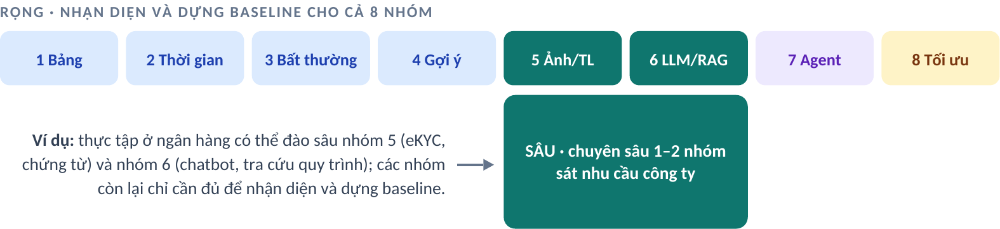 RỘNG · NHẬN DIỆN VÀ DỰNG BASELINE CHO CẢ 8 NHÓM
1 Bảng
2 Thời gian
3 Bất thường
4 Gợi ý
5 Ảnh/TL
6 LLM/RAG
7 Agent
8 Tối ưu
Ví dụ: thực tập ở ngân hàng có thể đào sâu nhóm 5 (eKYC,
chứng từ) và nhóm 6 (chatbot, tra cứu quy trình); các nhóm
còn lại chỉ cần đủ để nhận diện và dựng baseline.
SÂU · chuyên sâu 1–2 nhóm
sát nhu cầu công ty